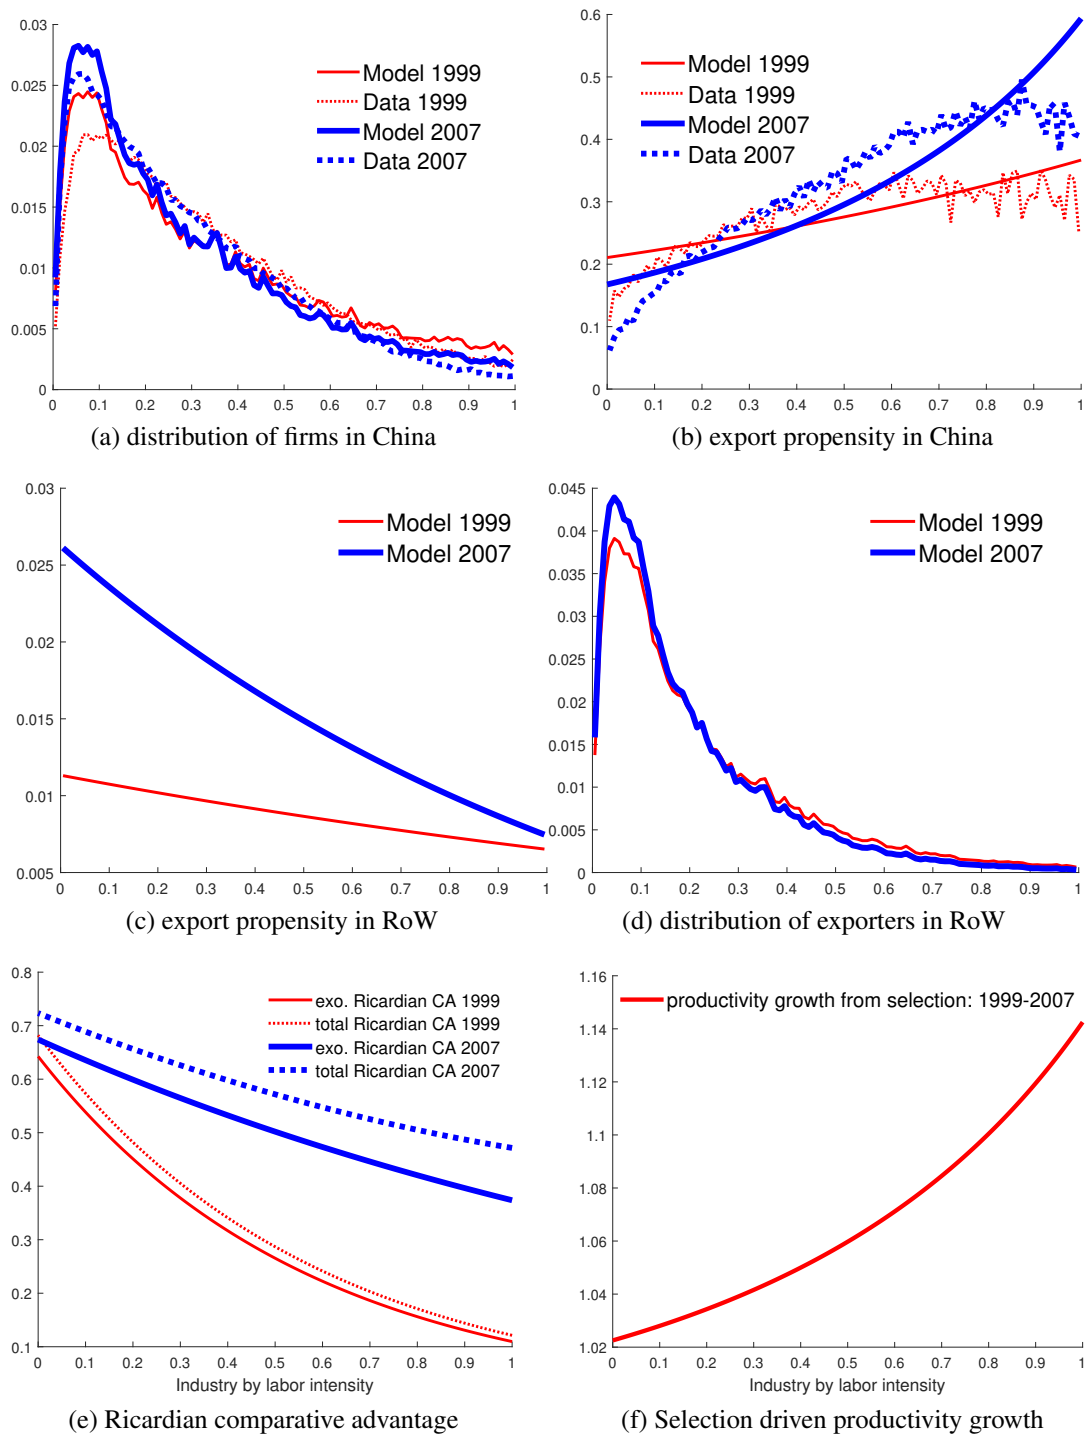 0.03
0.025
0.02
0.015
0.01
0.005
0
Model 1999
Data 1999
Model 2007
Data 2007
0 0.1 0.2 0.3 0.4 0.5 0.6 0.7 0.8 0.9 1
(a) distribution of firms in China
0.6
0.5
0.4
0.3
0.2
0.1
0
Model 1999
Data 1999
Model 2007
Data 2007
0 0.1 0.2 0.3 0.4 0.5 0.6 0.7 0.8 0.9 1
(b) export propensity in China
0.03
0.025
0.02
0.015
0.01
0.005
Model 1999
Model 2007
0 0.1 0.2 0.3 0.4 0.5 0.6 0.7 0.8 0.9 1
(c) export propensity in RoW
0.045
0.04
0.035
0.03
0.025
0.02
0.015
0.01
0.005
0
Model 1999
Model 2007
0 0.1 0.2 0.3 0.4 0.5 0.6 0.7 0.8 0.9 1
(d) distribution of exporters in RoW
0.8
0.7
0.6
0.5
0.4
0.3
0.2
0.1
exo. Ricardian CA 1999
total Ricardian CA 1999
exo. Ricardian CA 2007
total Ricardian CA 2007
0 0.1 0.2 0.3 0.4 0.5 0.6 0.7 0.8 0.9 1
Industry by labor intensity
(e) Ricardian comparative advantage
1.16
1.14
1.12
1.1
1.08
1.06
1.04
1.02
productivity growth from selection: 1999-2007
0 0.1 0.2 0.3 0.4 0.5 0.6 0.7 0.8 0.9 1
Industry by labor intensity
(f) Selection driven productivity growth